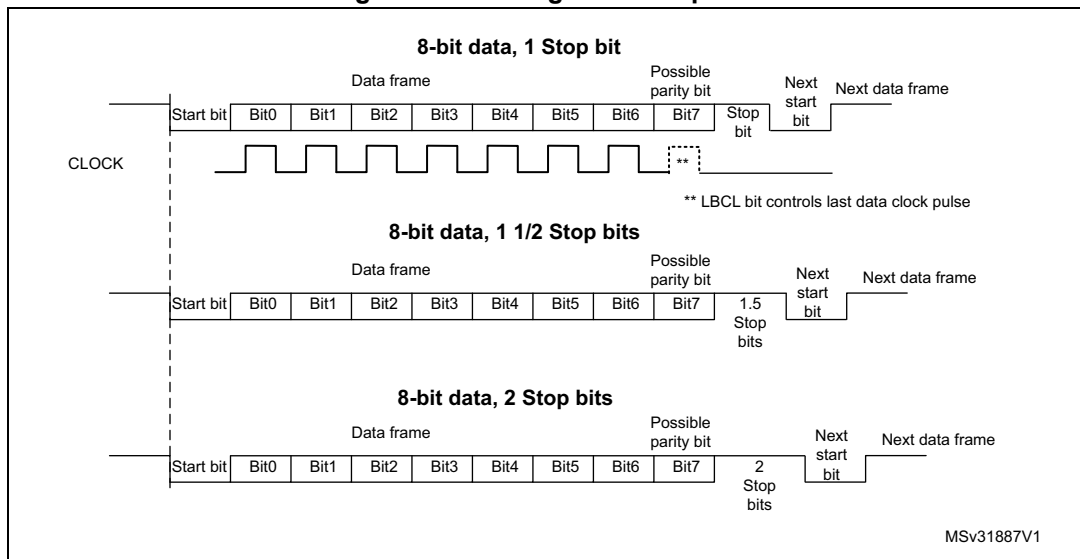 8-bit data, 1 Stop bit
Data frame
Possible
parity bit
Next
start
bit
Next data frame
Start bit Bit0 Bit1 Bit2 Bit3 Bit4 Bit5 Bit6 Bit7 Stop
bit
CLOCK
**
** LBCL bit controls last data clock pulse
8-bit data, 1 1/2 Stop bits
Data frame
Possible
parity bit
Next
start
bit
Next data frame
Start bit Bit0 Bit1 Bit2 Bit3 Bit4 Bit5 Bit6 Bit7 1.5
Stop
bits
8-bit data, 2 Stop bits
Data frame
Possible
parity bit
Next
start
bit
Next data frame
Start bit Bit0 Bit1 Bit2 Bit3 Bit4 Bit5 Bit6 Bit7 2
Stop
bits
MSv31887V1